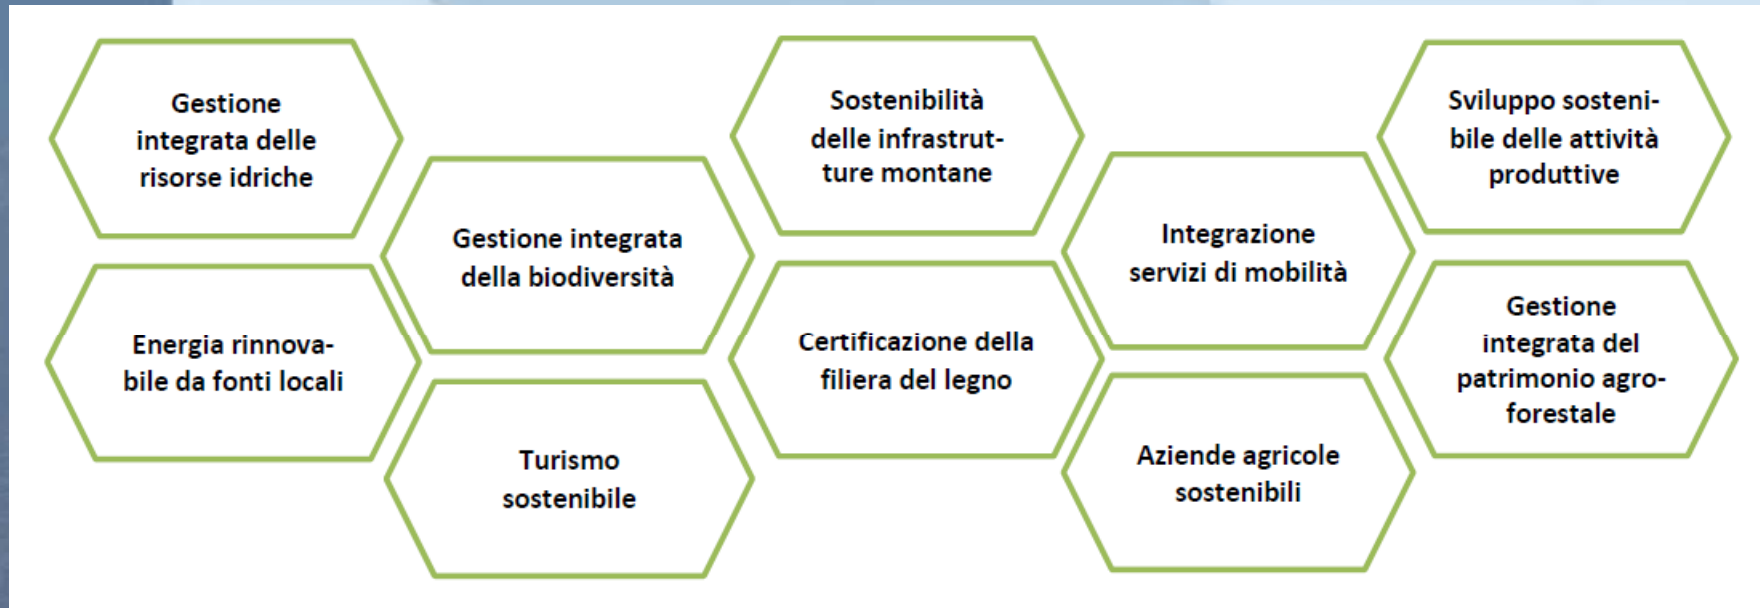 Gestione
integrata delle
risorse idriche
Energia rinnova-
bile da fonti locali
Gestione integrata
della biodiversità
Turismo
sostenibile
Sostenibilità
delle infrastrut-
ture montane
Certificazione della
filiera del legno
Integrazione
servizi di mobilità
Aziende agricole
sostenibili
Sviluppo sosteni-
bile delle attività
produttive
Gestione
integrata del
patrimonio agro-
forestale